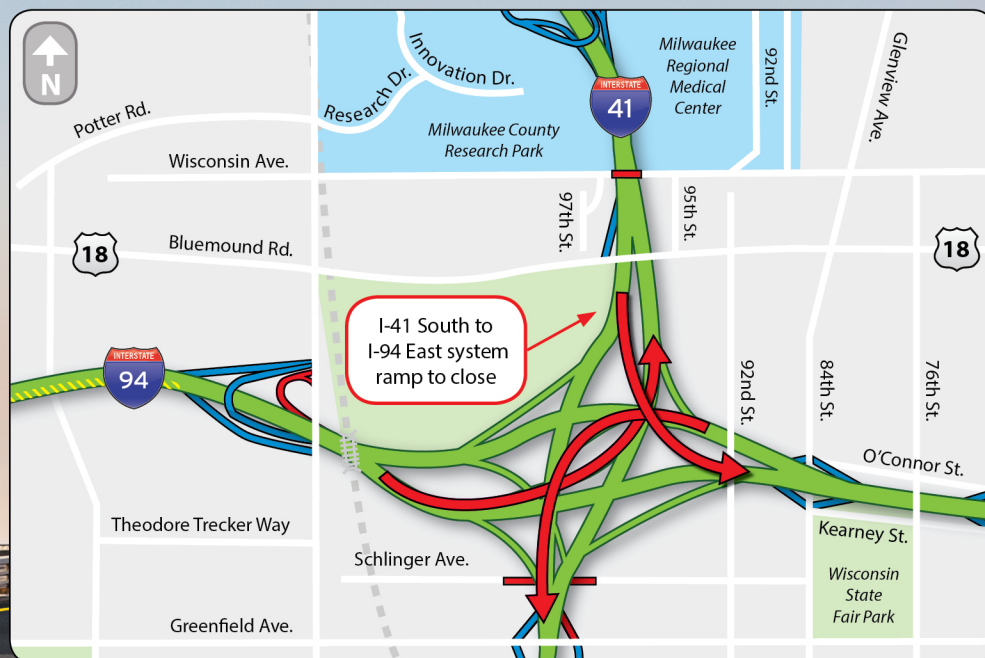 N
Potter Rd.
Research Dr.
Innovation Dr.
INTERSTATE
41
Milwaukee
Regional
Medical
Center
92nd St.
Glenview Ave.
Milwaukee County
Research Park
Wisconsin Ave.
97th St.
95th St.
18
Bluemound Rd.
18
I-41 South to
I-94 East system
ramp to close
INTERSTATE
94
92nd St.
84th St.
76th St.
O'Connor St.
Theodore Trecker Way
Kearney St.
Schlinger Ave.
Wisconsin
State
Fair Park
Greenfield Ave.